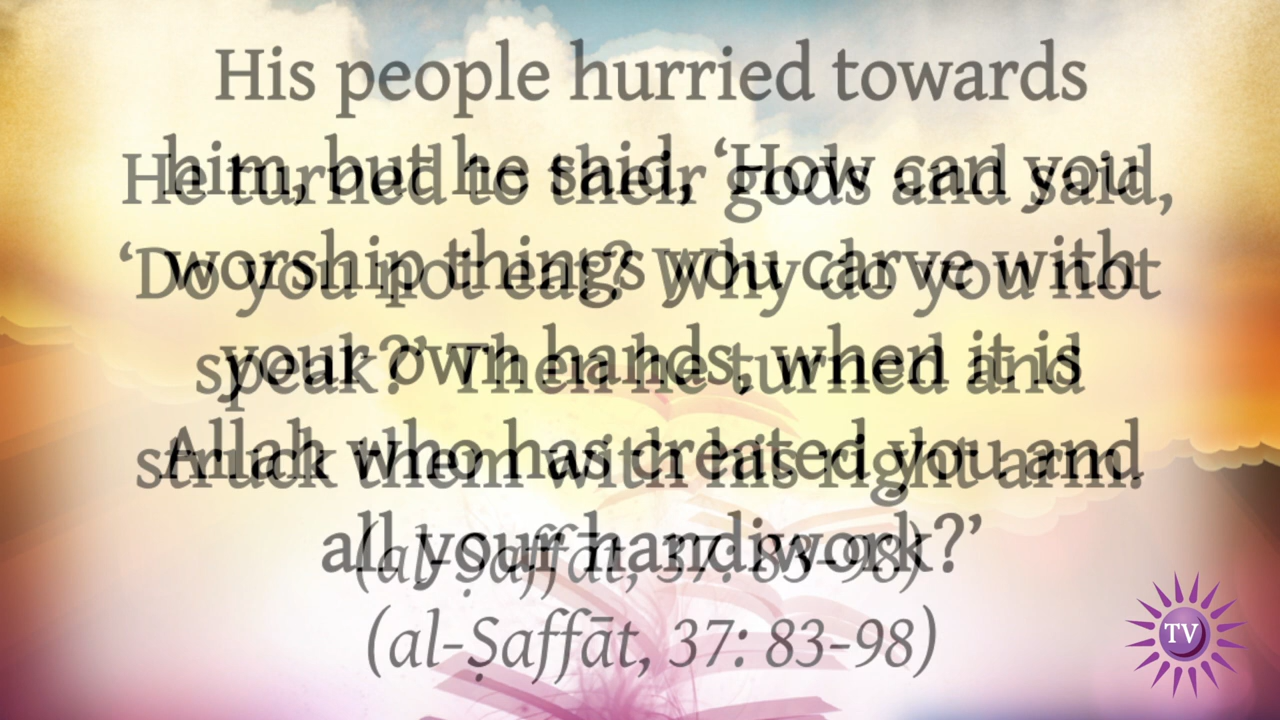 His people hurried towards
him, but he said, ‘How can you
worship things you carve with
your own hands, when it is
Allah who has created you and
all your handiwork?’
(al-Ṣaffāt, 37: 83-98)
He turned to their gods and said,
‘Do you not eat? Why do you not
speak?’ Then he turned and
struck them with his right arm.
(al-Ṣaffāt, 37: 83-98)
TV